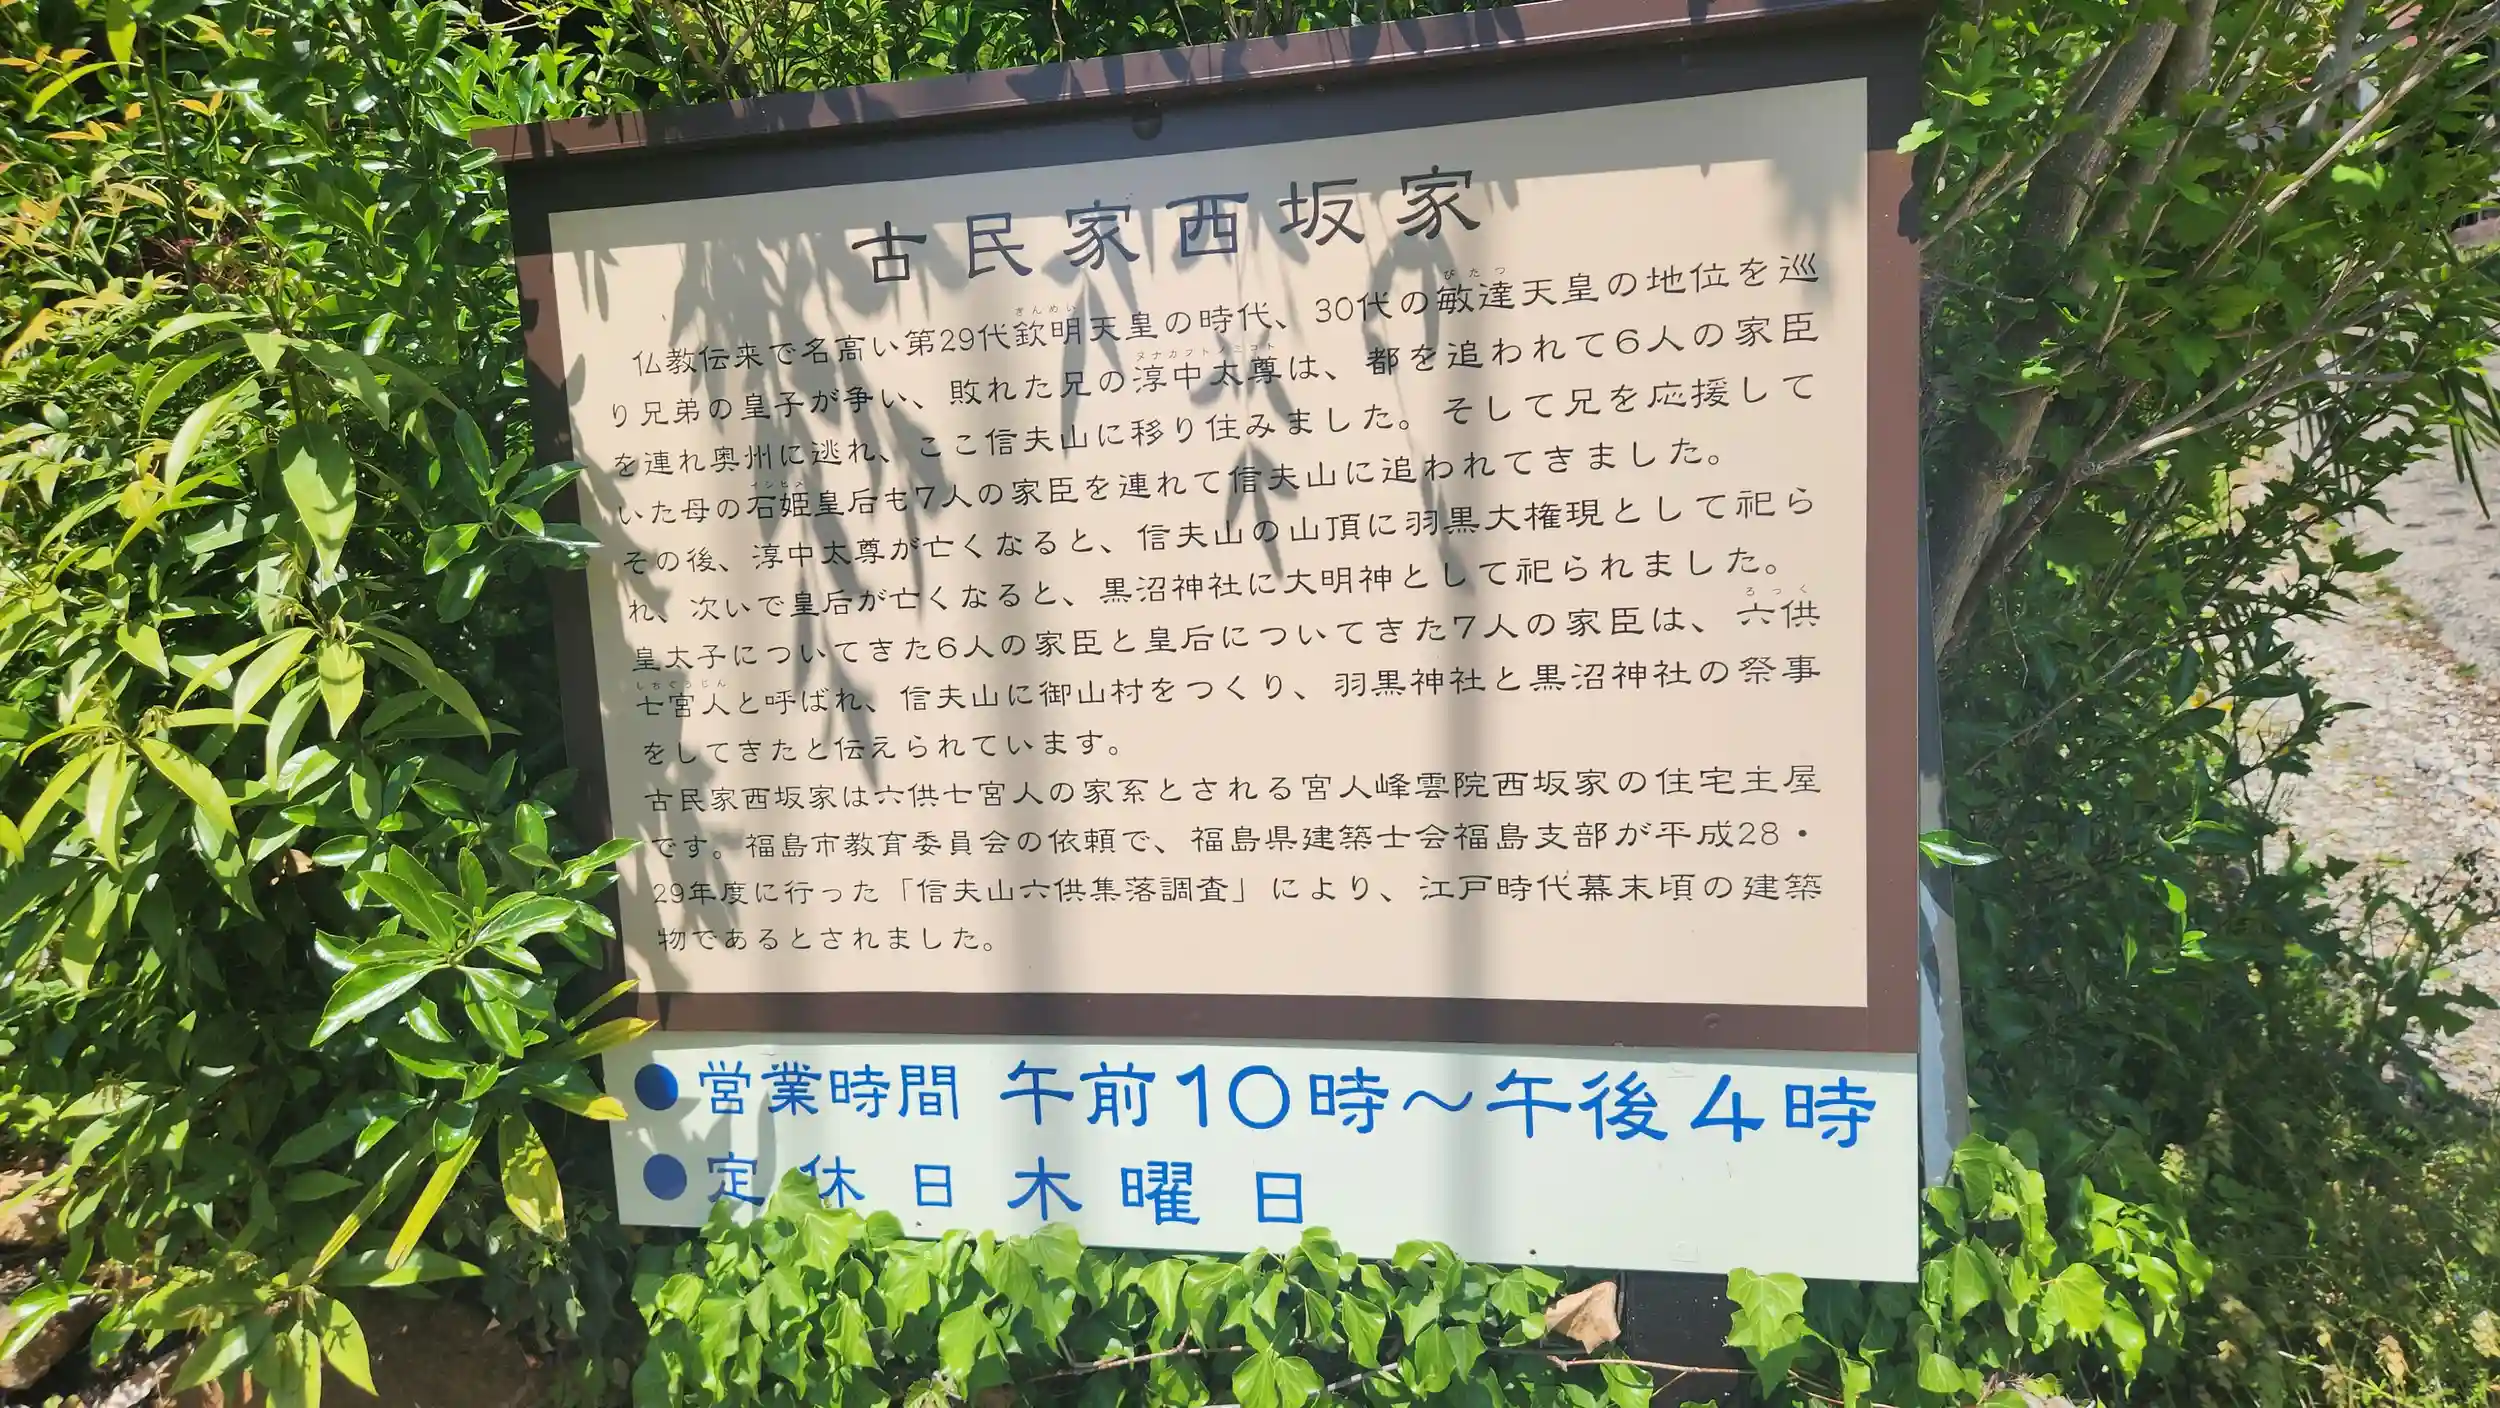 古民家西坂家
仏教伝来で名高い第29代欽明天皇の時代、30代の敏達天皇の地位を巡
り兄弟の皇子が争い、敗れた兄の淳中太尊は、都を追われて6人の家臣
を連れ奥州に逃れ、ここ信夫山に移り住みました。そして兄を応援して
いた母の石姫皇后も7人の家臣を連れて信夫山に追われてきました。
その後、淳中太尊が亡くなると、信夫山の山頂に羽黒大権現として祀ら
れ、次いで皇后が亡くなると、黒沼神社に大明神として祀られました。
皇太子についてきた6人の家臣と皇后についてきた7人の家臣は、六供
七宮人と呼ばれ、信夫山に御山村をつくり、羽黒神社と黒沼神社の祭事
をしてきたと伝えられています。
古民家西坂家は六供七宮人の家系とされる宮人峰雲院西坂家の住宅主屋
です。福島市教育委員会の依頼で、福島県建築士会福島支部が平成28・
29年度に行った「信夫山六供集落調査」により、江戸時代幕末頃の建築
物であるとされました。
●営業時間 午前10時～午後4時
●定休日 木曜日